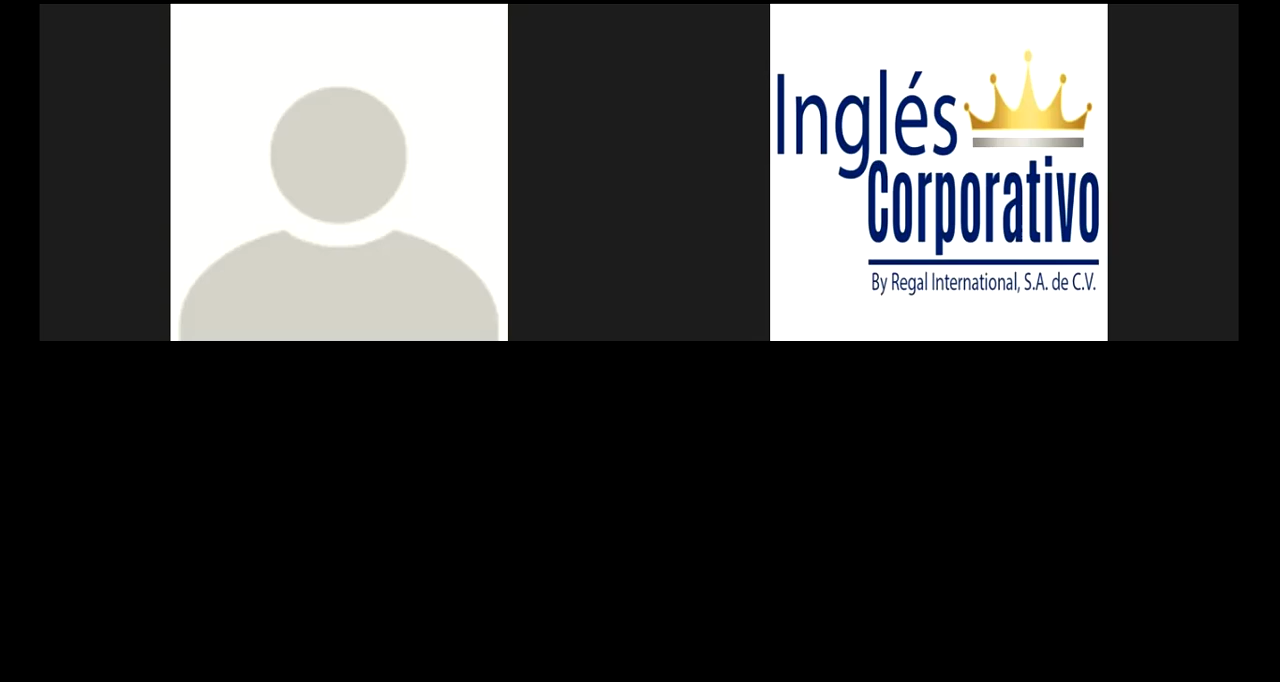 Inglés
Corporativo
By Regal International, S.A. de C.V.